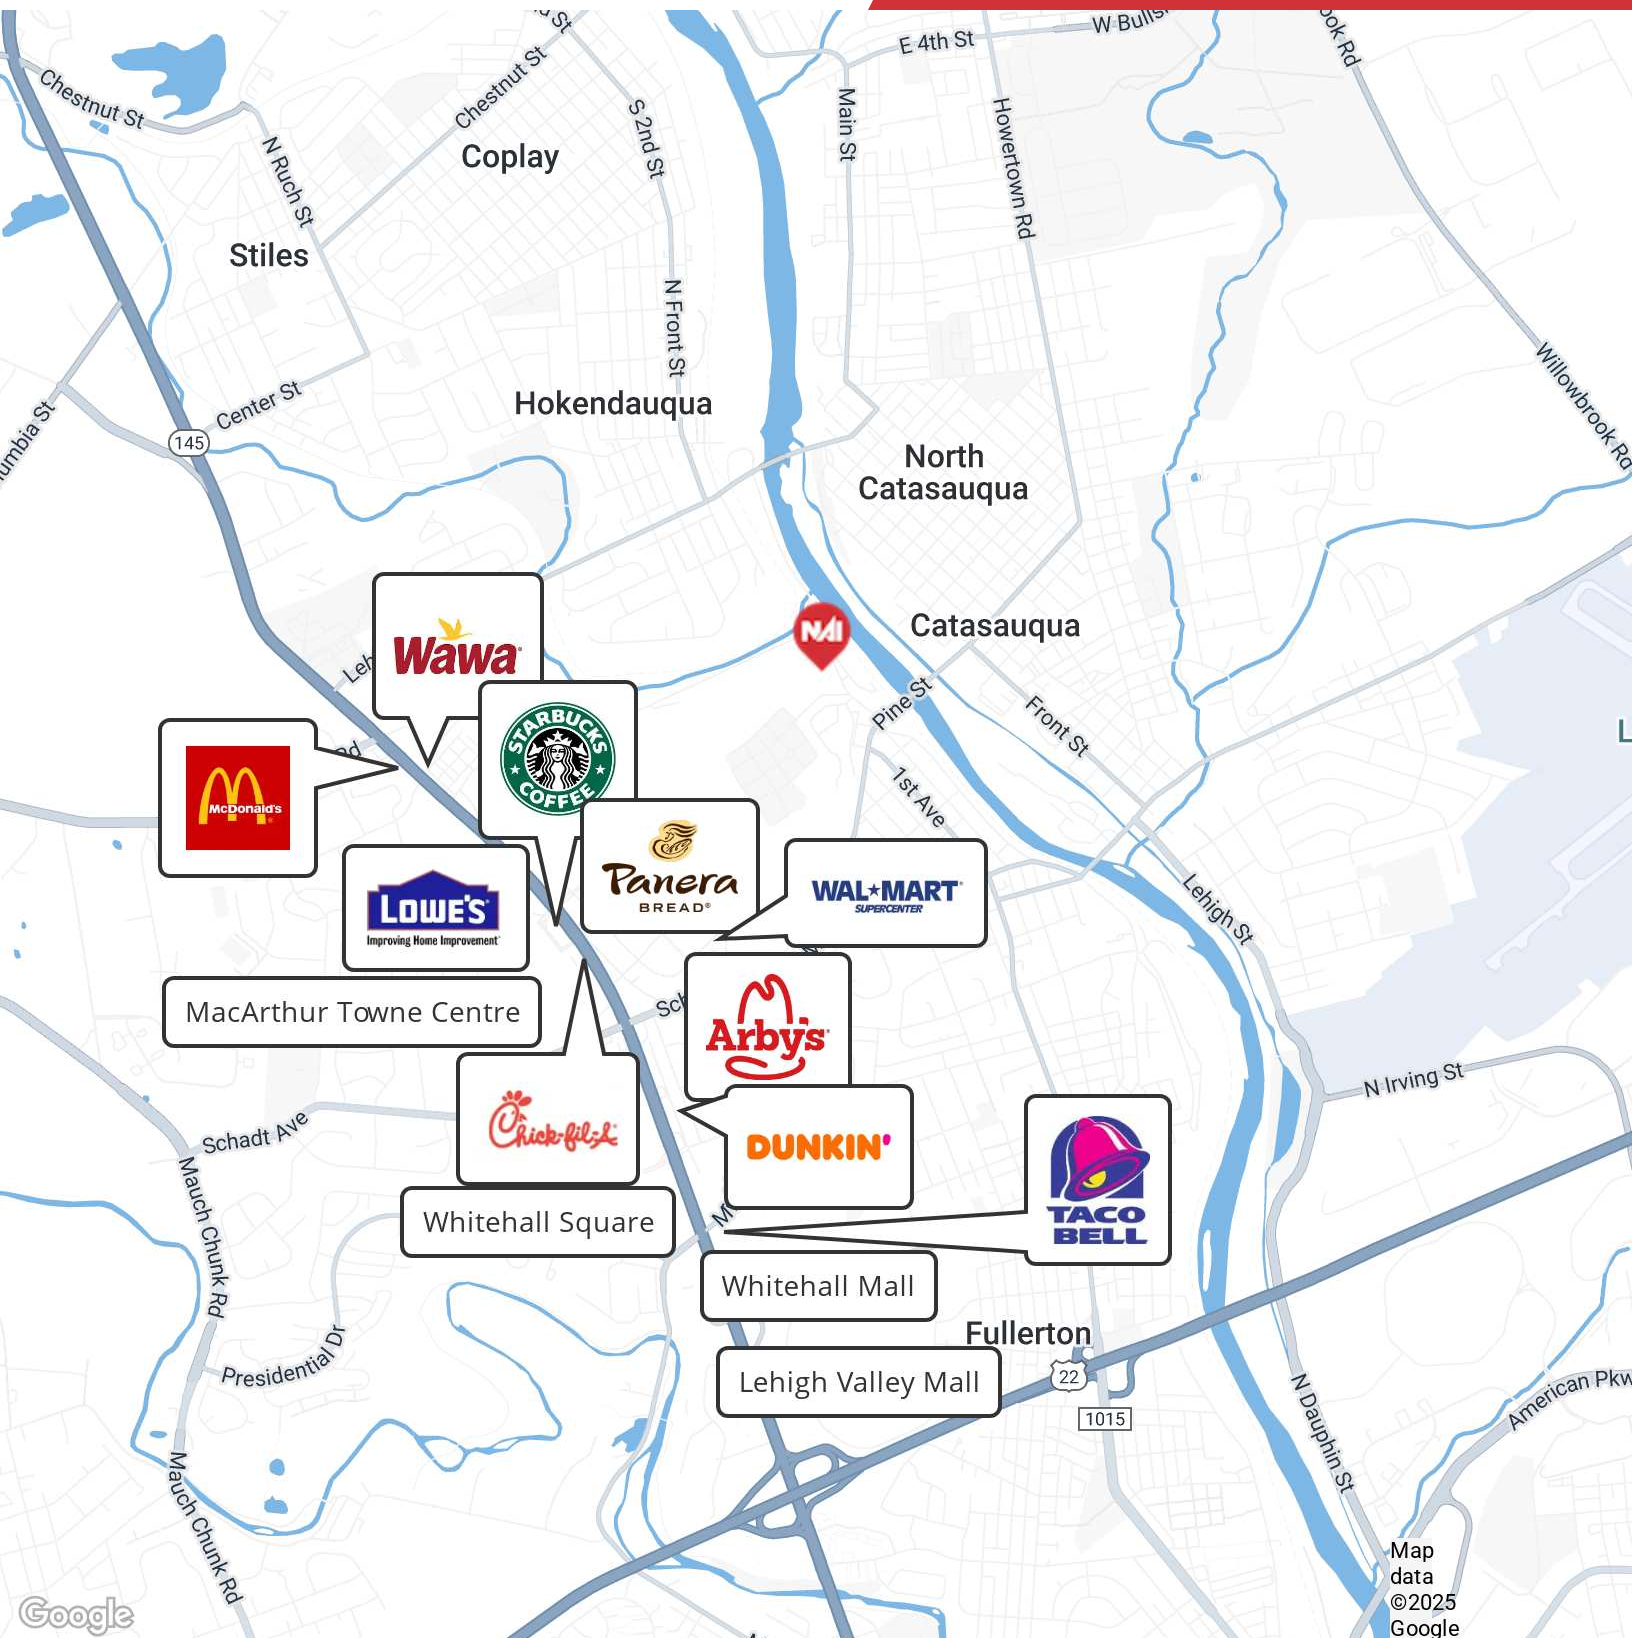 E 4th St
Chestnut St
Chestnut St
S 2nd St
Main St
Howertown Rd
N Ruch St
Coplay
Stiles
N Front St
Willowbrook Rd
Center St
Hokendauqua
145
North
Catasauqua
Catasauqua
Wawa
Pine St
Front St
STARBUCKS
COFFEE
McDonald's
Rd
1st Ave
Panera
BREAD®
WAL★MART
SUPERCENTER
LOWE'S
Improving Home Improvement
Lehigh St
MacArthur Towne Centre
Arby's
Chick-fil-A
DUNKIN'
N Irving St
Schadt Ave
TACO
BELL
Mauch Chunk Rd
Whitehall Square
Whitehall Mall
Fullerton
Presidential Dr
Lehigh Valley Mall
22
1015
N Dauphin St
American Pkw
Mauch Chunk Rd
NAI
Map
data
©2025
Google
Google